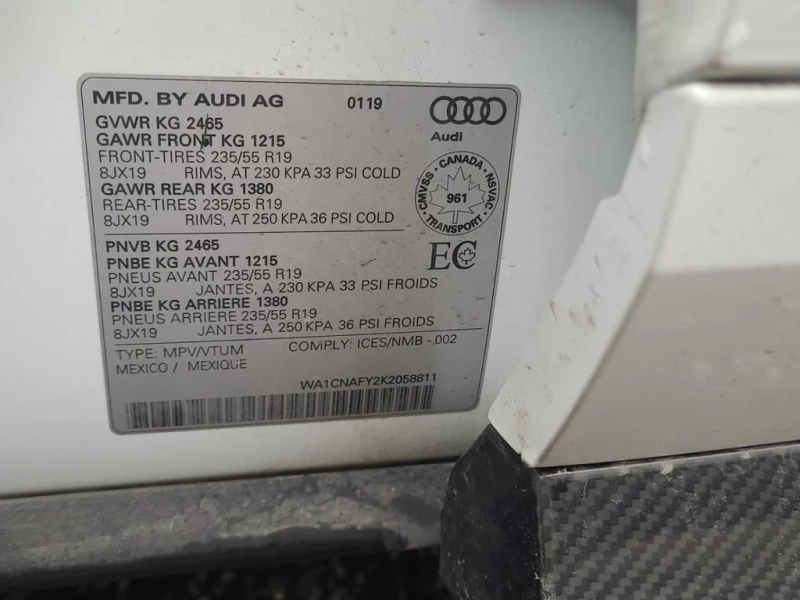 MFD. BY AUDI AG 0119
Audi
GVWR KG 2465
GAWR FRONT KG 1215
FRONT-TIRES 235/55 R19
8JX19 RIMS, AT 230 KPA 33 PSI COLD
GAWR REAR KG 1380
REAR-TIRES 235/55 R19
8JX19 RIMS, AT 250 KPA 36 PSI COLD
CANADA
CMVSS NSVAC
961
TRANSPORT
EC
PNVB KG 2465
PNBE KG AVANT 1215
PNEUS AVANT 235/55 R19
8JX19 JANTES, A 230 KPA 33 PSI FROIDS
PNBE KG ARRIERE 1380
PNEUS ARRIERE 235/55 R19
8JX19 JANTES, A 250 KPA 36 PSI FROIDS
TYPE: MPV/VTUM COMPLY: ICES/NMB -002
MEXICO / MEXIQUE
WA1CNAFY2K2058811